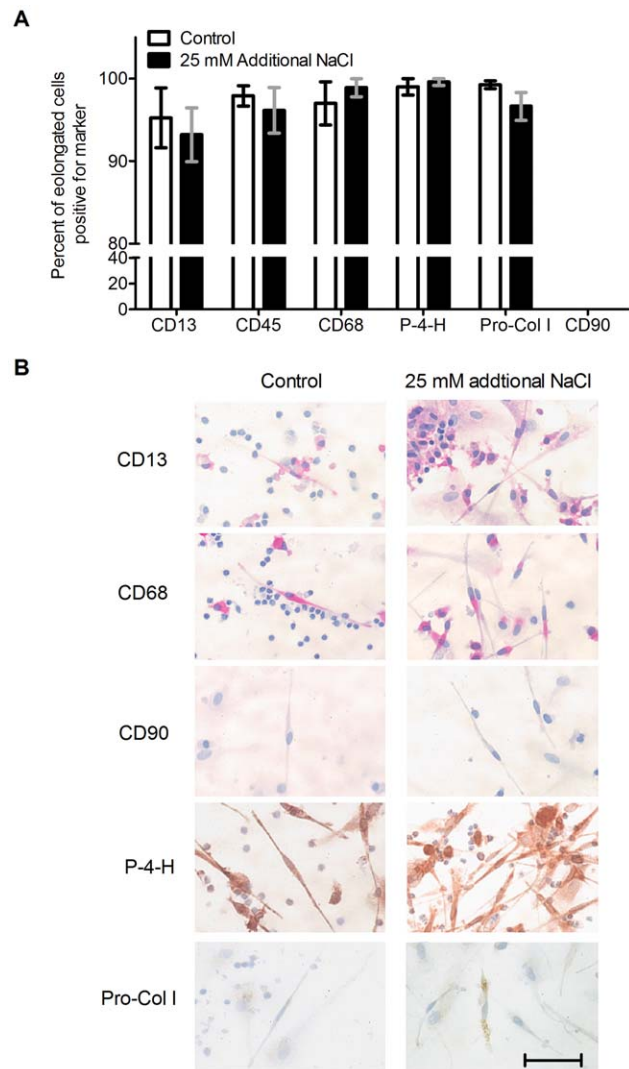 A
Control
25 mM Additional NaCl
Percent of eolongated cells
positive for marker
100
90
80
40
20
0
CD13 CD45 CD68 P-4-H Pro-Col I CD90
B
Control 25 mM addtional NaCl
CD13
CD68
CD90
P-4-H
Pro-Col I